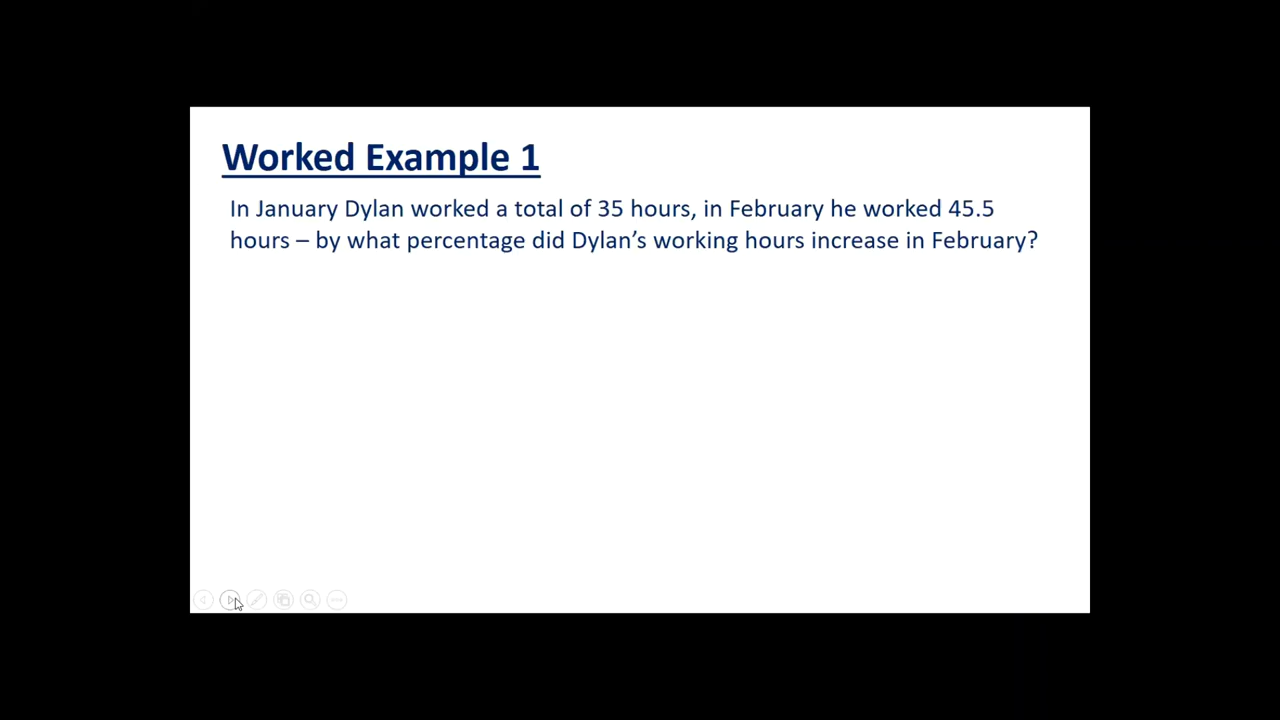 Worked Example 1
In January Dylan worked a total of 35 hours, in February he worked 45.5
hours – by what percentage did Dylan’s working hours increase in February?